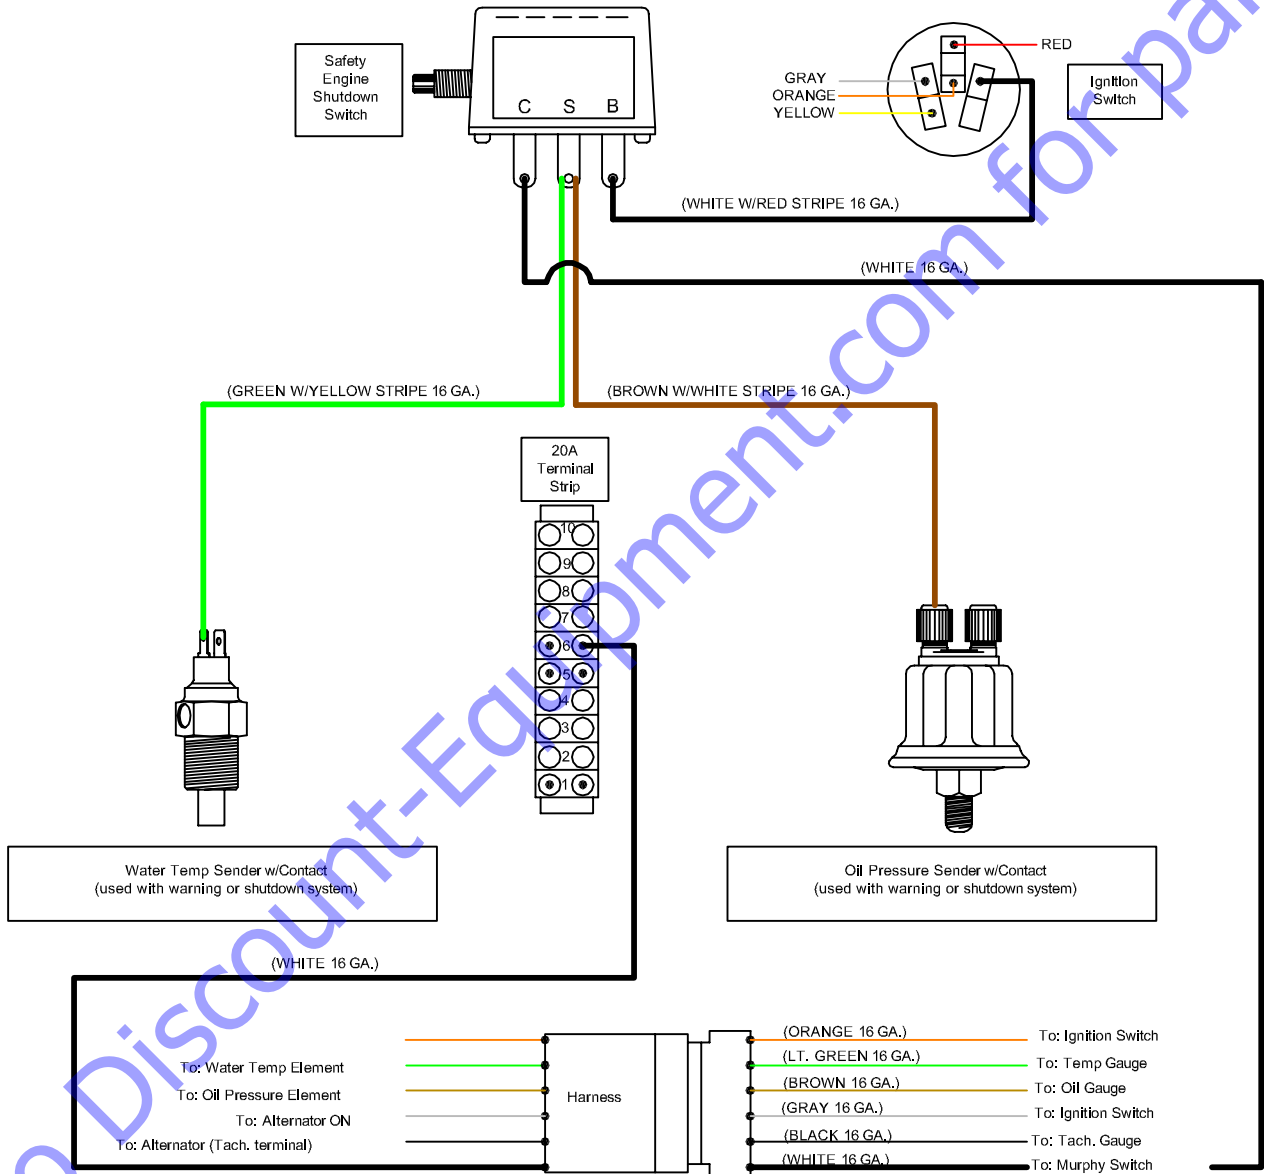 Safety
Engine
Shutdown
Switch
C S B
RED
GRAY
ORANGE
YELLOW
Ignition
Switch
(WHITE W/RED STRIPE 16 GA.)
(WHITE 16 GA.)
(GREEN W/YELLOW STRIPE 16 GA.)
(BROWN W/WHITE STRIPE 16 GA.)
20A
Terminal
Strip
10
9
8
7
6
5
4
3
2
1
Water Temp Sender w/Contact
(used with warning or shutdown system)
Oil Pressure Sender w/Contact
(used with warning or shutdown system)
(WHITE 16 GA.)
To: Water Temp Element
To: Oil Pressure Element
To: Alternator ON
To: Alternator (Tach. terminal)
Harness
(ORANGE 16 GA.)
(LT. GREEN 16 GA.)
(BROWN 16 GA.)
(GRAY 16 GA.)
(BLACK 16 GA.)
(WHITE 16 GA.)
To: Ignition Switch
To: Temp Gauge
To: Oil Gauge
To: Ignition Switch
To: Tach. Gauge
To: Murphy Switch
Discount-Equipment.com for